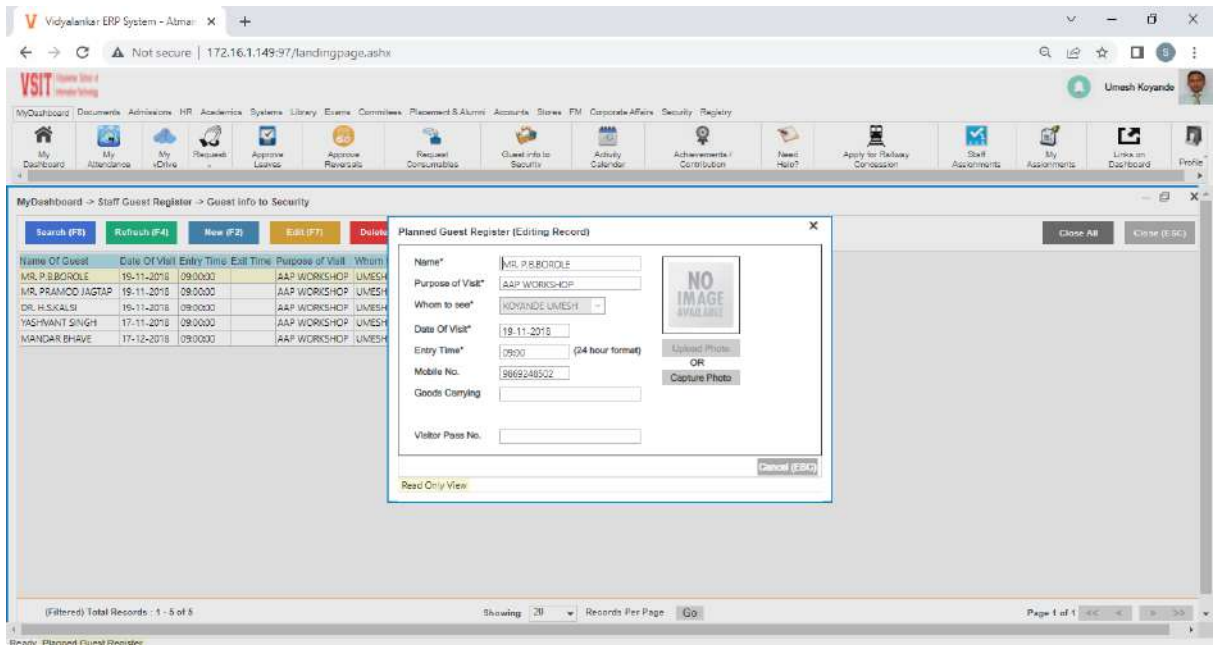 Vidyalankar ERP System - Atmar
Not secure | 172.16.1.149:97/landingpage.ashx
S
VSIT
Umesh Koyande
MyDashboard Documents Admissions HR Academics Systems Library Exams Commitees Placement & Alumni Accounts Stores FM Corporate Affairs Security Registry
My Dashboard
My Attendance
My vDrive
Request
Approve Leaves
Approve Reversals
Request Consumables
Guest info to Security
Activity Calender
Achievements / Contribution
Need Help?
Apply for Railway Concession
Staff Assignments
My Assignments
Links on Dashboard
Profile
MyDashboard -> Staff Guest Register -> Guest info to Security
Search (F8) Refresh (F4) New (F2) Edit (F7) Delete
Close All Close (ESC)
Name Of Guest Date Of Visit Entry Time Exit Time Purpose of Visit Whom
MR. P.B.BOROLE 19-11-2018 09:00:00 AAP WORKSHOP UMESH
MR. PRAMOD JAGTAP 19-11-2018 09:00:00 AAP WORKSHOP UMESH
DR. H.S.KALSI 19-11-2018 09:00:00 AAP WORKSHOP UMESH
YASHVANT SINGH 17-11-2018 09:00:00 AAP WORKSHOP UMESH
MANDAR BHAVE 17-12-2018 09:00:00 AAP WORKSHOP UMESH
Planned Guest Register (Editing Record)
Name* MR. P.B.BOROLE
Purpose of Visit* AAP WORKSHOP
Whom to see* KOYANDE UMESH
Date Of Visit* 19-11-2018
Entry Time* 09:00 (24 hour format)
Mobile No. 9869248502
Goods Carrying
Visitor Pass No.
NO
IMAGE
AVAILABLE
Upload Photo
OR
Capture Photo
Cancel (ESC)
Read Only View
(Filtered) Total Records : 1 - 5 of 5
Showing 20 Records Per Page Go
Page 1 of 1 << < > >>
Ready Planned Guest Register